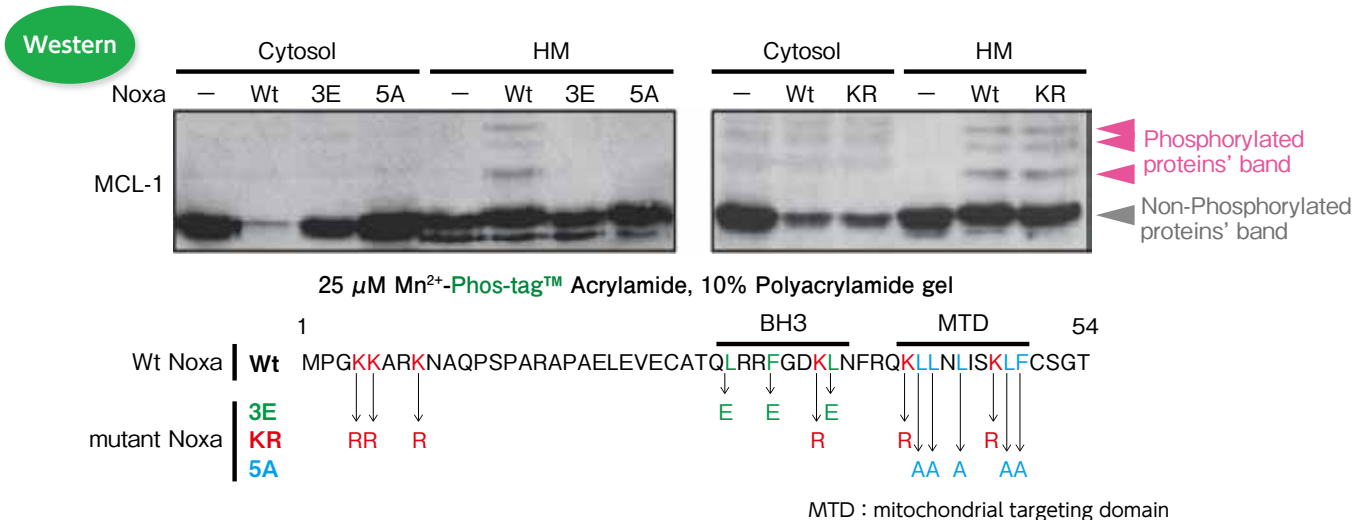 Western
Cytosol HM Cytosol HM
Noxa — Wt 3E 5A — Wt 3E 5A — Wt KR — Wt KR
MCL-1
Phosphorylated
proteins' band
Non-Phosphorylated
proteins' band
25 µM Mn²⁺-Phos-tag™ Acrylamide, 10% Polyacrylamide gel
1 BH3 MTD 54
Wt Noxa Wt MPGKKARKNAQPSPARAPAELEVECATQLRRFGDKLNFRQKLLNLISKLFCSGT
3E E E E
mutant Noxa KR RR R R R R
5A AA A AA
MTD : mitochondrial targeting domain